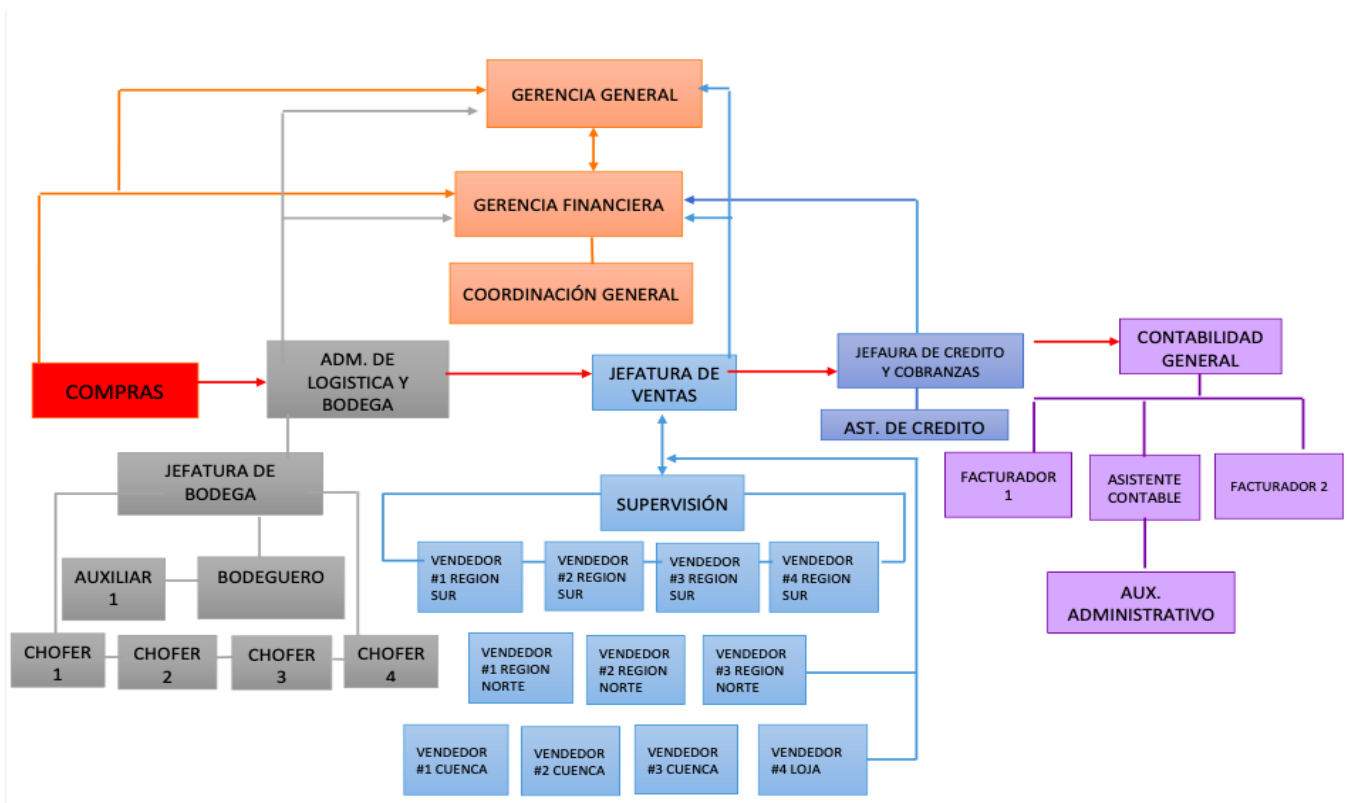 GERENCIA GENERAL
GERENCIA FINANCIERA
COORDINACIÓN GENERAL
COMPRAS
ADM. DE
LOGISTICA Y
BODEGA
JEFATURA DE
VENTAS
JEFAURA DE CREDITO
Y COBRANZAS
CONTABILIDAD
GENERAL
AST. DE CREDITO
JEFATURA DE
BODEGA
SUPERVISIÓN
FACTURADOR
1
ASISTENTE
CONTABLE
FACTURADOR 2
AUXILIAR
1
BODEGUERO
VENDEDOR
#1 REGION
SUR
VENDEDOR
#2 REGION
SUR
VENDEDOR
#3 REGION
SUR
VENDEDOR
#4 REGION
SUR
AUX.
ADMINISTRATIVO
CHOFER
1
CHOFER
2
CHOFER
3
CHOFER
4
VENDEDOR
#1 REGION
NORTE
VENDEDOR
#2 REGION
NORTE
VENDEDOR
#3 REGION
NORTE
VENDEDOR
#1 CUENCA
VENDEDOR
#2 CUENCA
VENDEDOR
#3 CUENCA
VENDEDOR
#4 LOJA